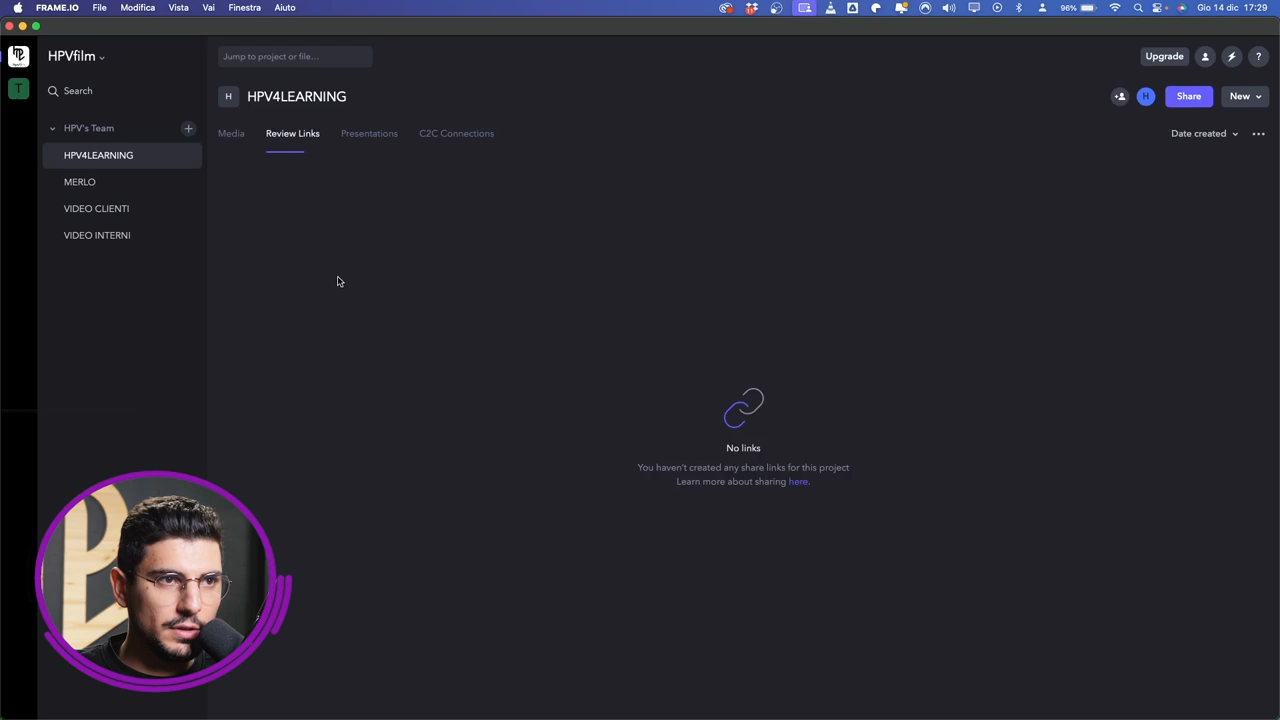 FRAME.IO File Modifica Vista Vai Finestra Aiuto 96% Gio 14 dic 17:29
HPVfilm
Jump to project or file…
Upgrade
?
T
Search
H
HPV4LEARNING
H
Share
New
HPV's Team
Media
Review Links
Presentations
C2C Connections
Date created
HPV4LEARNING
MERLO
VIDEO CLIENTI
VIDEO INTERNI
No links
You haven't created any share links for this project
Learn more about sharing here.